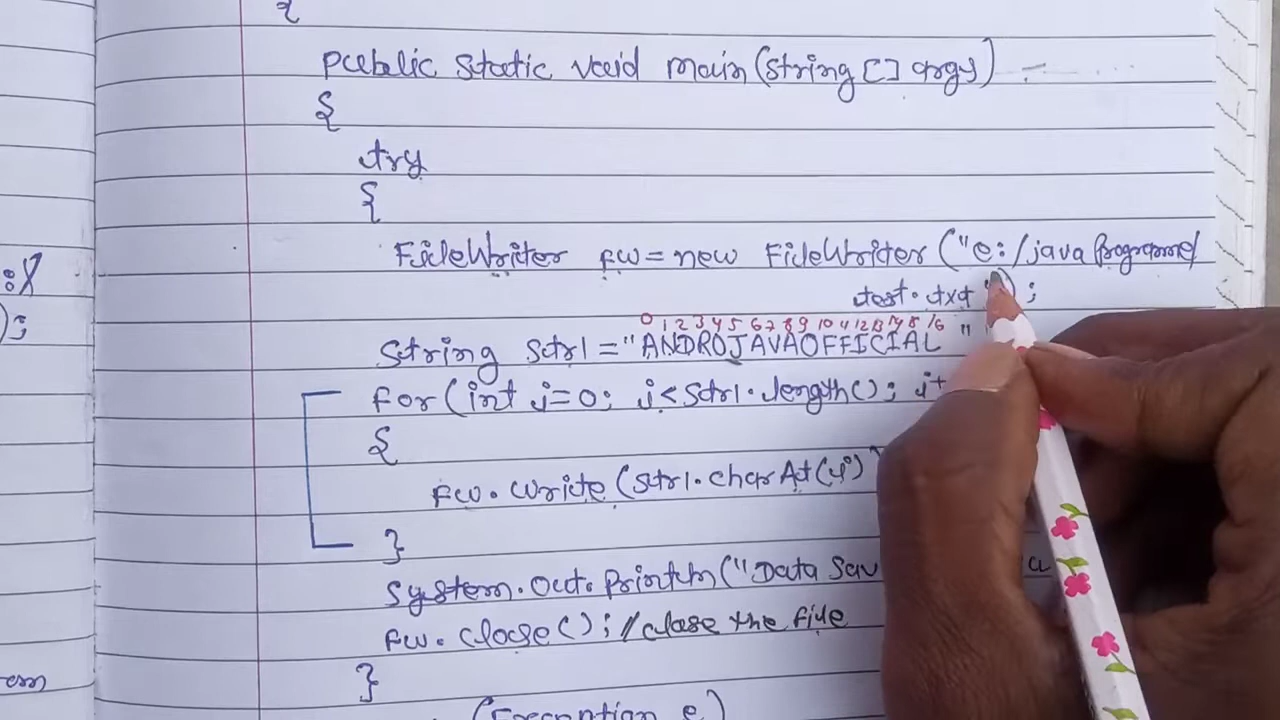 {
Public static void main(String[] args)
{
try
{
FileWriter fw = new FileWriter("e:/java Programme/
test.txt");
0 1 2 3 4 5 6 7 8 9 10 11 12 13 14 15 16
String str1 = "ANDROJAVAOFFICIAL"
for(int i=0; i<str1.length(); i+
{
fw.write(str1.charAt(i)
}
System.out.println("Data Sav
fw.close(); //close the file
}
(Exception e)